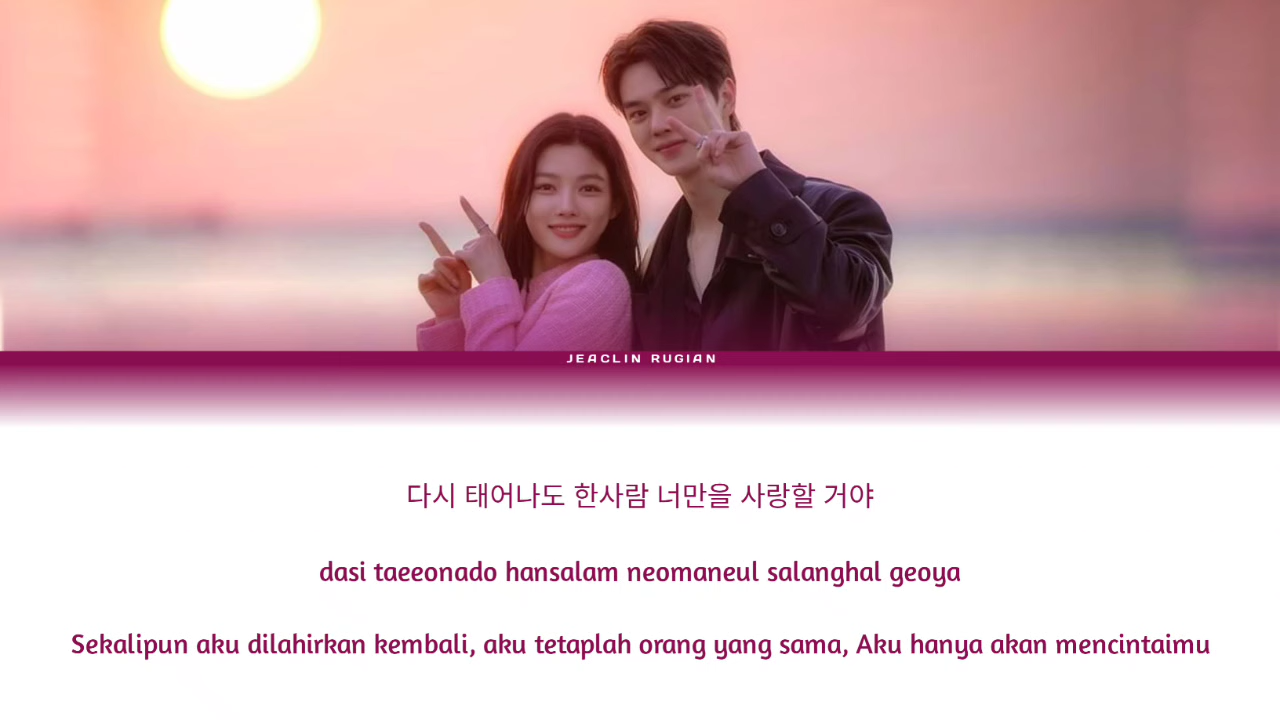 JEACLIN RUGIAN
다시 태어나도 한사람 너만을 사랑할 거야
dasi taeeonado hansalam neomaneul salanghal geoya
Sekalipun aku dilahirkan kembali, aku tetaplah orang yang sama, Aku hanya akan mencintaimu